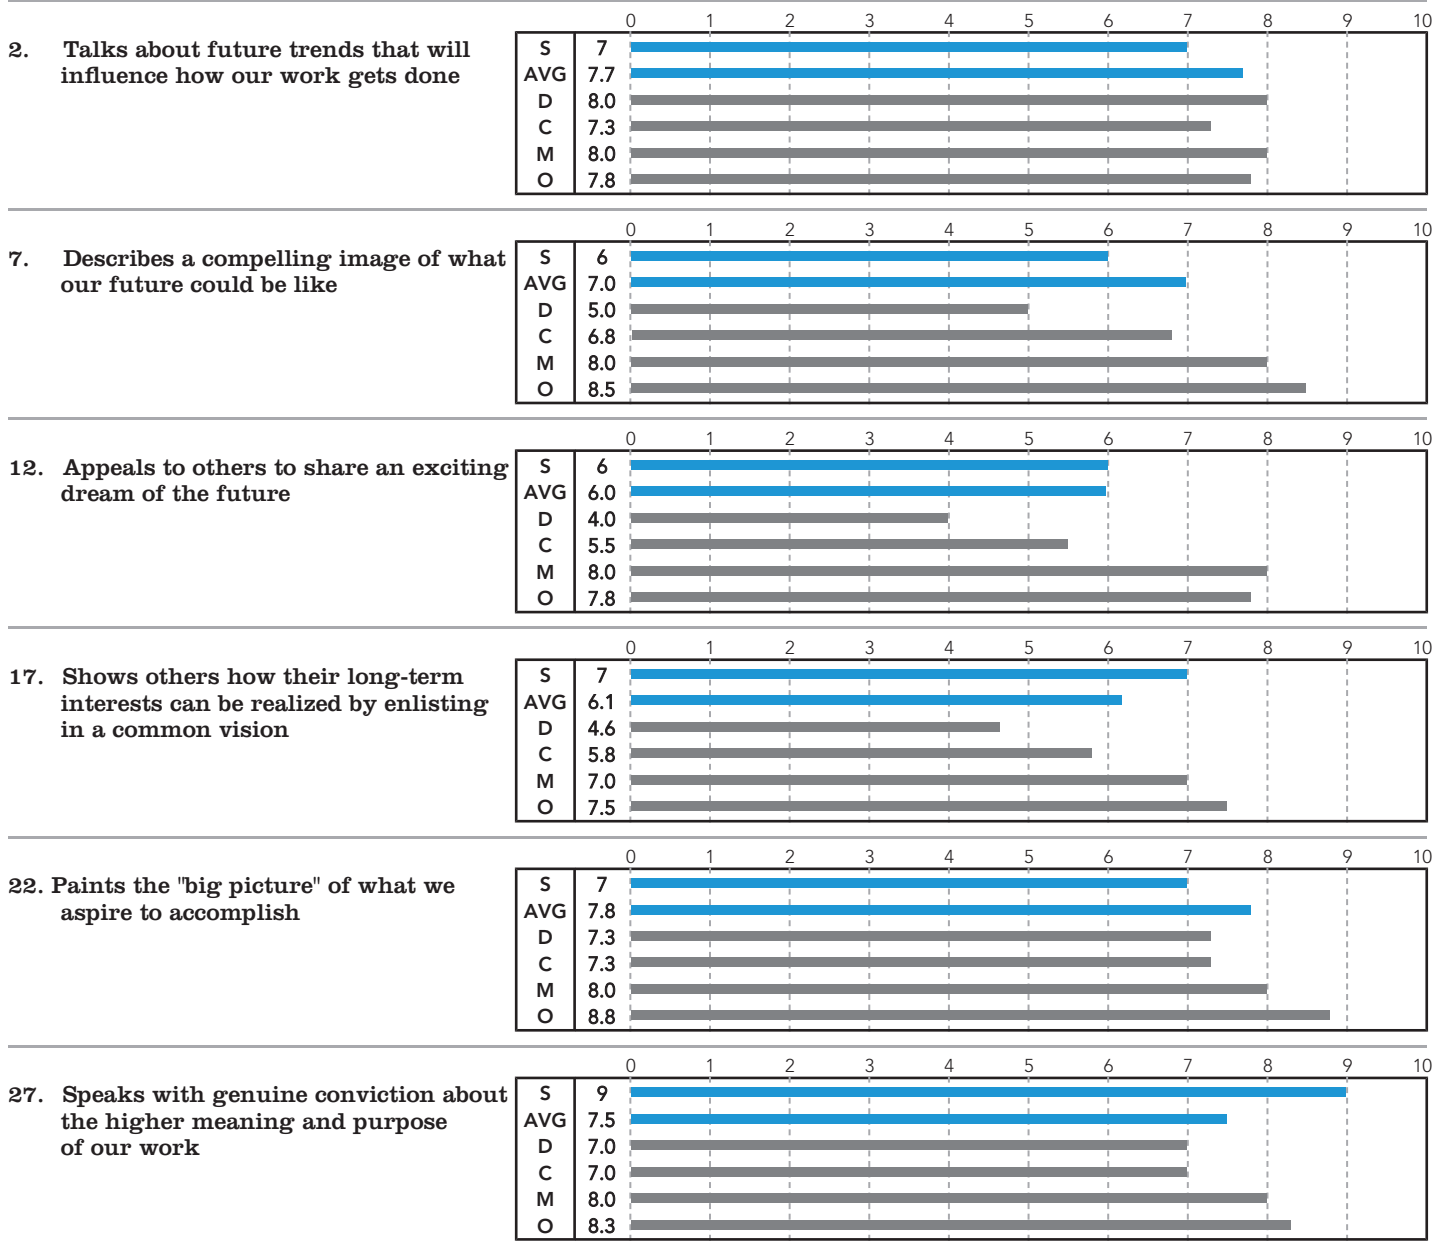 0 1 2 3 4 5 6 7 8 9 10
2. Talks about future trends that will
influence how our work gets done
S 7
AVG 7.7
D 8.0
C 7.3
M 8.0
O 7.8
0 1 2 3 4 5 6 7 8 9 10
7. Describes a compelling image of what
our future could be like
S 6
AVG 7.0
D 5.0
C 6.8
M 8.0
O 8.5
0 1 2 3 4 5 6 7 8 9 10
12. Appeals to others to share an exciting
dream of the future
S 6
AVG 6.0
D 4.0
C 5.5
M 8.0
O 7.8
0 1 2 3 4 5 6 7 8 9 10
17. Shows others how their long-term
interests can be realized by enlisting
in a common vision
S 7
AVG 6.1
D 4.6
C 5.8
M 7.0
O 7.5
0 1 2 3 4 5 6 7 8 9 10
22. Paints the "big picture" of what we
aspire to accomplish
S 7
AVG 7.8
D 7.3
C 7.3
M 8.0
O 8.8
0 1 2 3 4 5 6 7 8 9 10
27. Speaks with genuine conviction about
the higher meaning and purpose
of our work
S 9
AVG 7.5
D 7.0
C 7.0
M 8.0
O 8.3